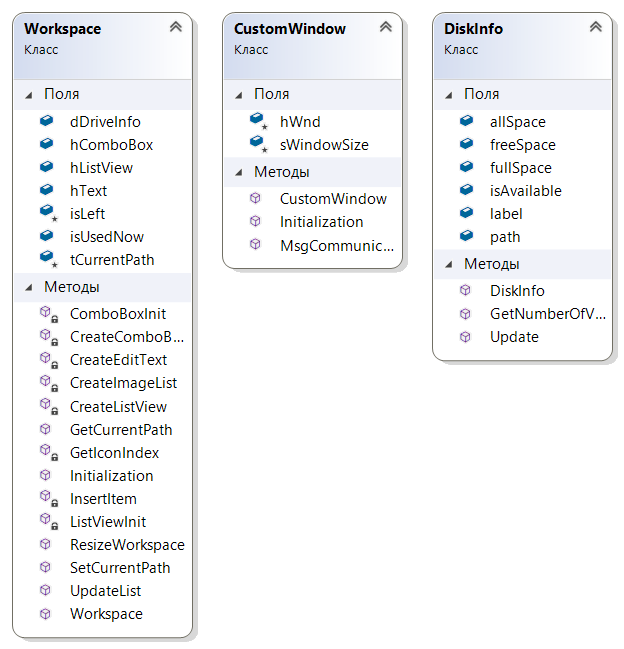 Workspace
Класс
Поля
dDriveInfo
hComboBox
hListView
hText
isLeft
isUsedNow
tCurrentPath
Методы
ComboBoxInit
CreateComboB...
CreateEditText
CreateImageList
CreateListView
GetCurrentPath
GetIconIndex
Initialization
InsertItem
ListViewInit
ResizeWorkspace
SetCurrentPath
UpdateList
Workspace
CustomWindow
Класс
Поля
hWnd
sWindowSize
Методы
CustomWindow
Initialization
MsgCommunic...
DiskInfo
Класс
Поля
allSpace
freeSpace
fullSpace
isAvailable
label
path
Методы
DiskInfo
GetNumberOfV...
Update